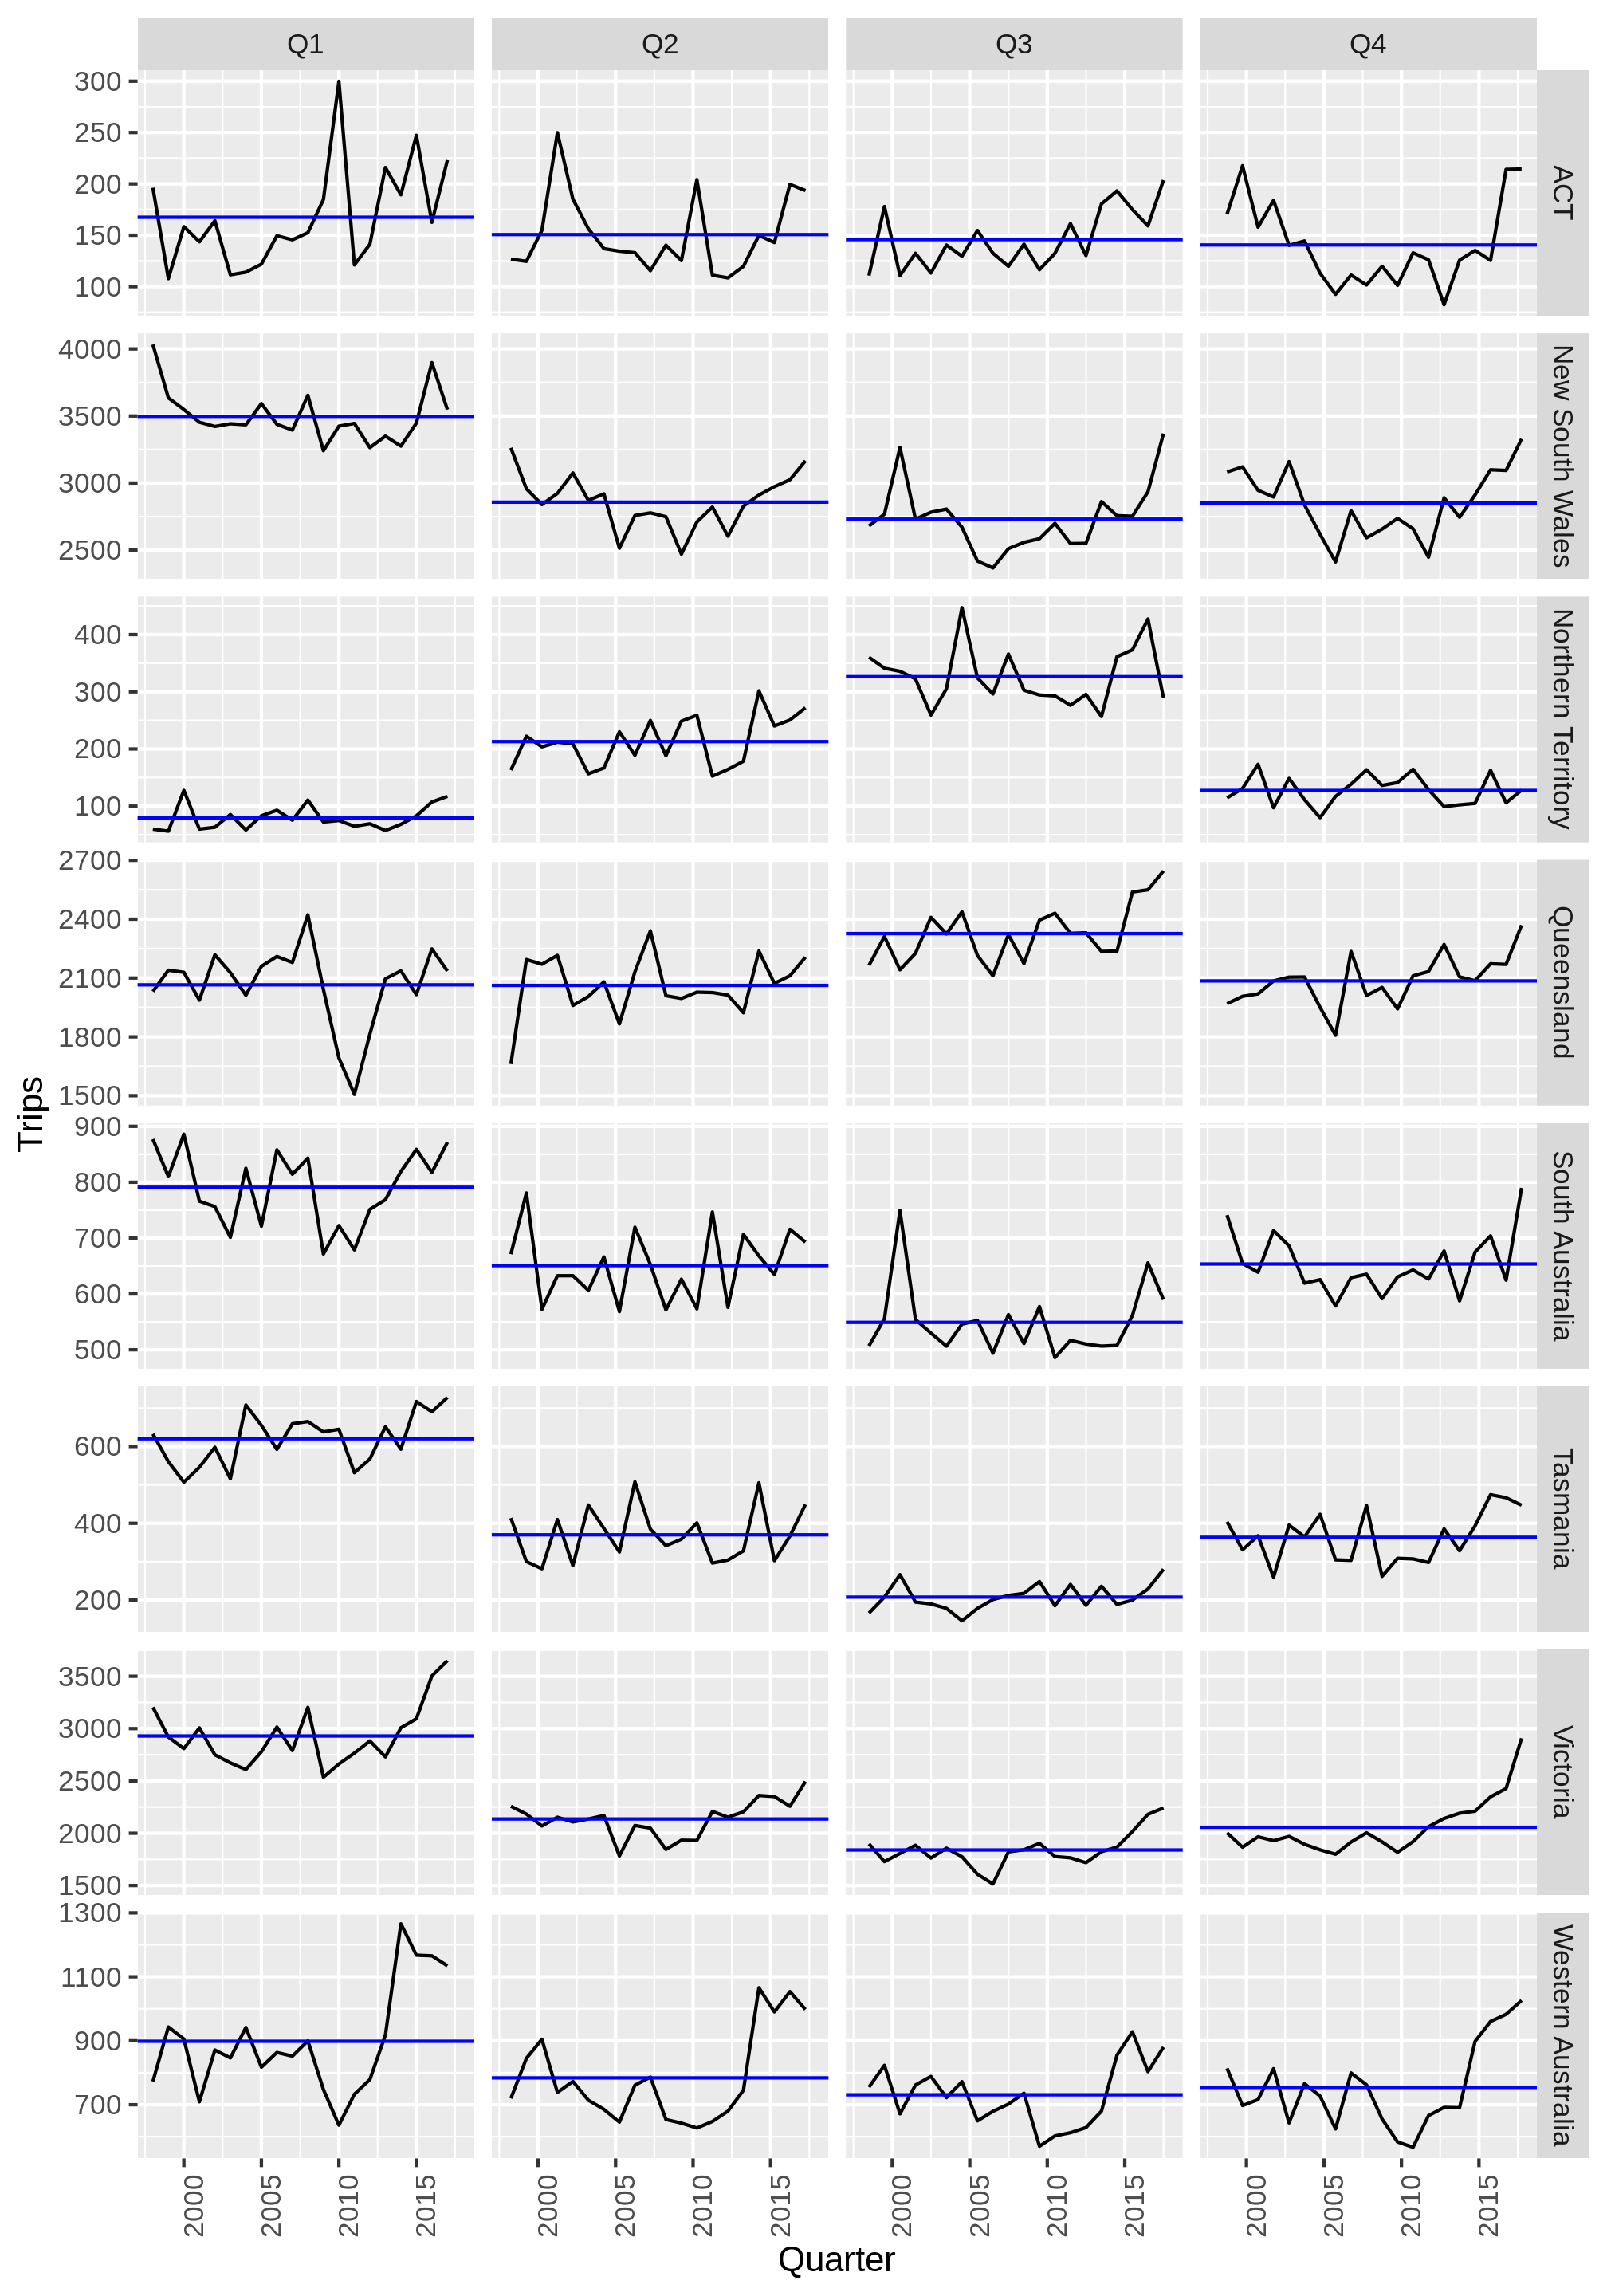 Q1 Q2 Q3 Q4
300
250
200
150
100
ACT
4000
3500
3000
2500
New South Wales
400
300
200
100
Northern Territory
2700
2400
2100
1800
1500
Queensland
Trips
900
800
700
600
500
South Australia
600
400
200
Tasmania
3500
3000
2500
2000
1500
Victoria
1300
1100
900
700
Western Australia
2000 2005 2010 2015 2000 2005 2010 2015 2000 2005 2010 2015 2000 2005 2010 2015
Quarter